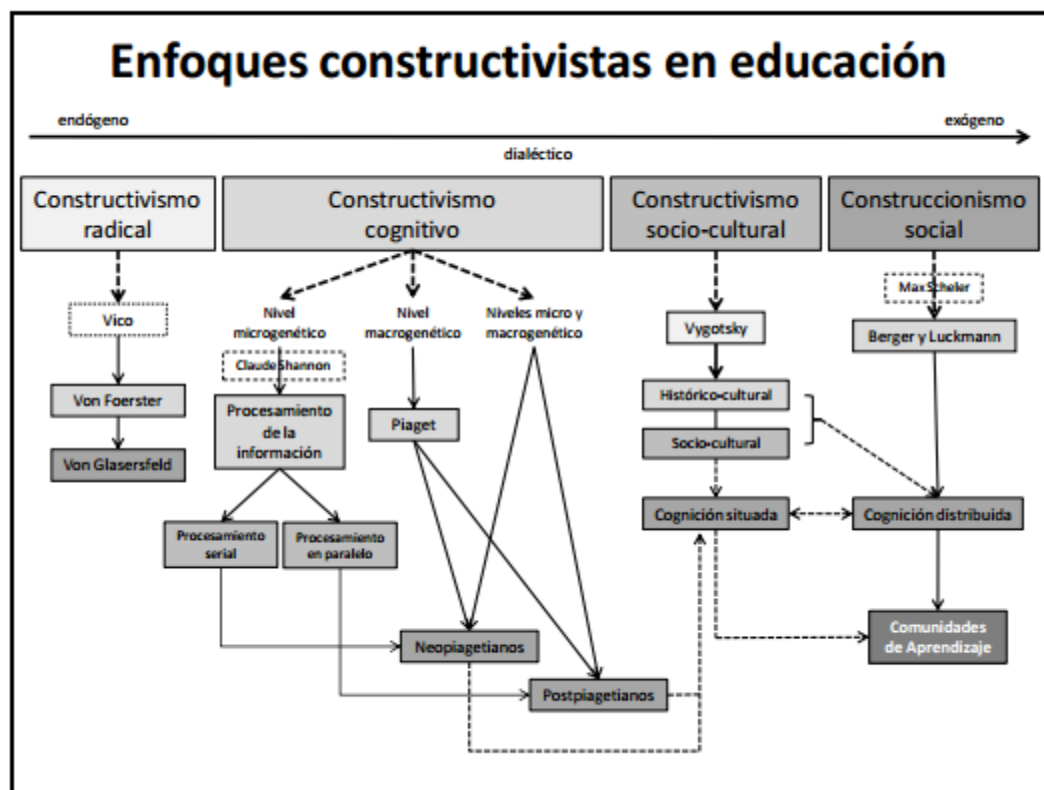 Enfoques constructivistas en educación
endógeno
exógeno
dialéctico
Constructivismo
radical
Constructivismo
cognitivo
Constructivismo
socio-cultural
Construccionismo
social
Vico
Von Foerster
Von Glasersfeld
Nivel
microgenético
Nivel
macrogenético
Niveles micro y
macrogenético
Claude Shannon
Procesamiento
de la
información
Piaget
Procesamiento
serial
Procesamiento
en paralelo
Neopiagetianos
Postpiagetianos
Vygotsky
Histórico-cultural
Socio-cultural
Cognición situada
Max Scheler
Berger y Luckmann
Cognición distribuida
Comunidades
de Aprendizaje